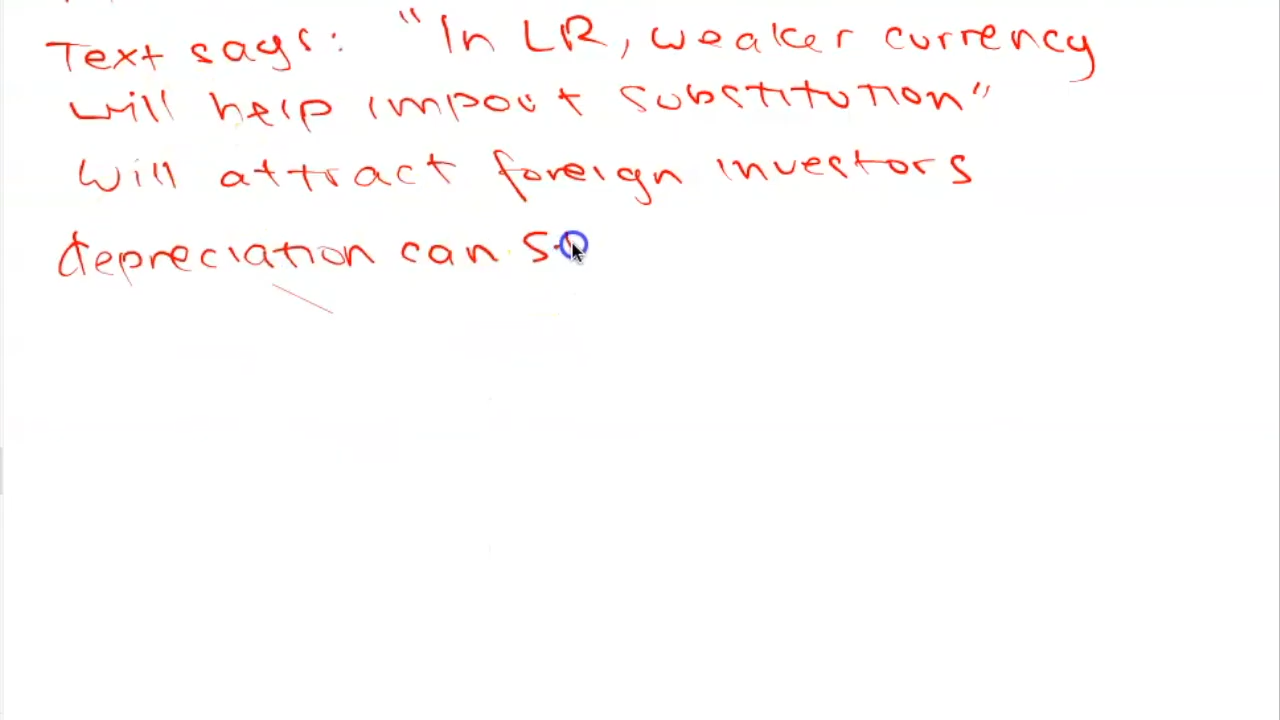 Text says: "In LR, weaker currency
will help import substitution"
will attract foreign investors
depreciation can